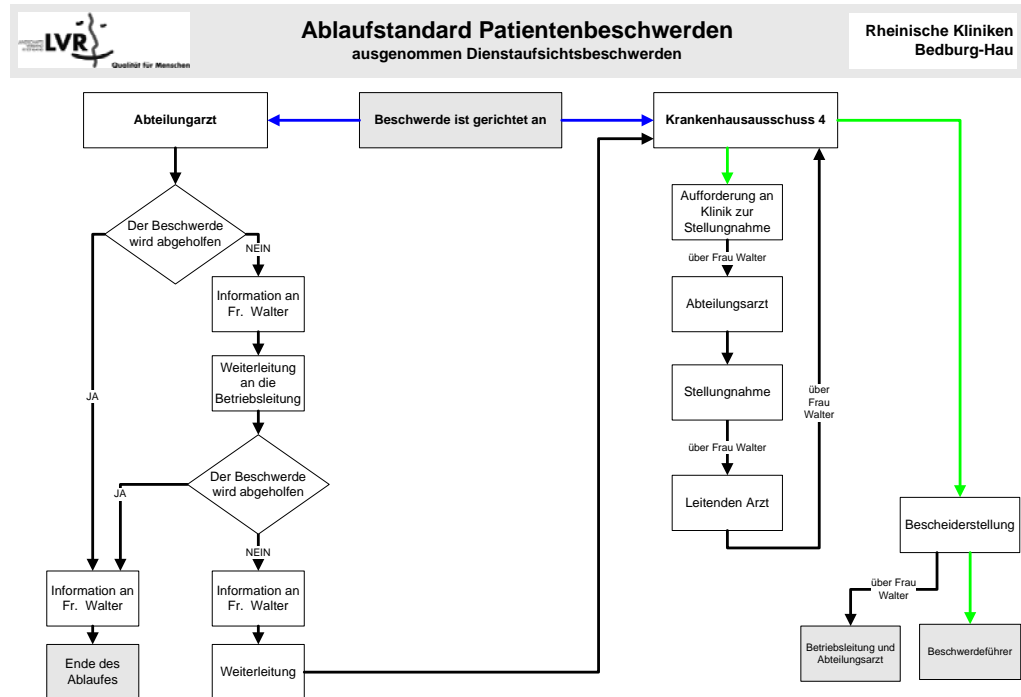 LVR
Qualität für Menschen
Ablaufstandard Patientenbeschwerden
ausgenommen Dienstaufsichtsbeschwerden
Rheinische Kliniken
Bedburg-Hau
Abteilungarzt
Beschwerde ist gerichtet an
Krankenhausausschuss 4
Der Beschwerde
wird abgeholfen
NEIN
Information an
Fr. Walter
Weiterleitung
an die
Betriebsleitung
JA
Der Beschwerde
wird abgeholfen
JA
NEIN
Information an
Fr. Walter
Information an
Fr. Walter
Ende des
Ablaufes
Weiterleitung
Aufforderung an
Klinik zur
Stellungnahme
über Frau Walter
Abteilungsarzt
Stellungnahme
über Frau Walter
Leitenden Arzt
über
Frau
Walter
Bescheiderstellung
über Frau
Walter
Betriebsleitung und
Abteilungsarzt
Beschwerdeführer